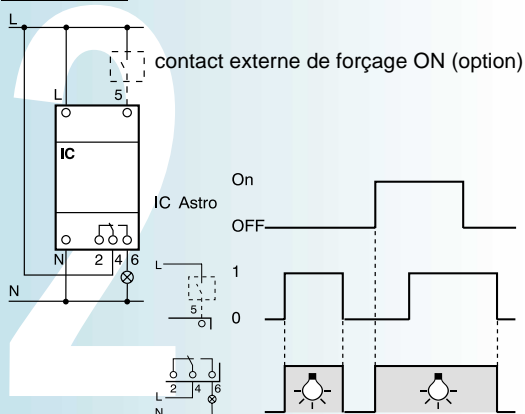 L
contact externe de forçage ON (option)
L 5
IC
N 2 4 6
N
On
IC Astro
OFF
L
1
5
0
2 4 6
L
N
2